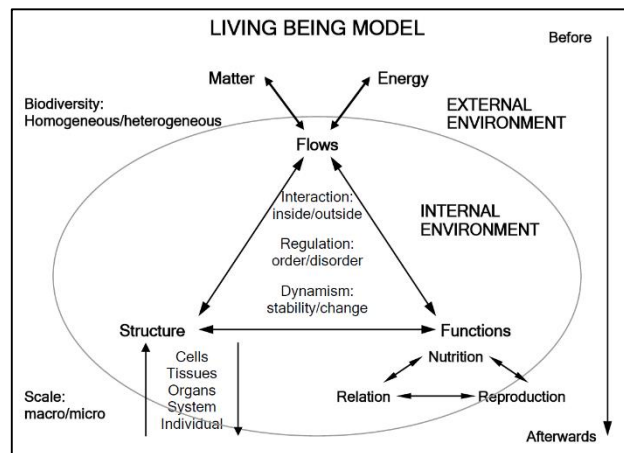 LIVING BEING MODEL
Before
Matter
Energy
Biodiversity:
Homogeneous/heterogeneous
EXTERNAL
ENVIRONMENT
Flows
Interaction:
inside/outside
INTERNAL
ENVIRONMENT
Regulation:
order/disorder
Dynamism:
stability/change
Structure
Functions
Cells
Tissues
Organs
System
Individual
Nutrition
Relation
Reproduction
Scale:
macro/micro
Afterwards